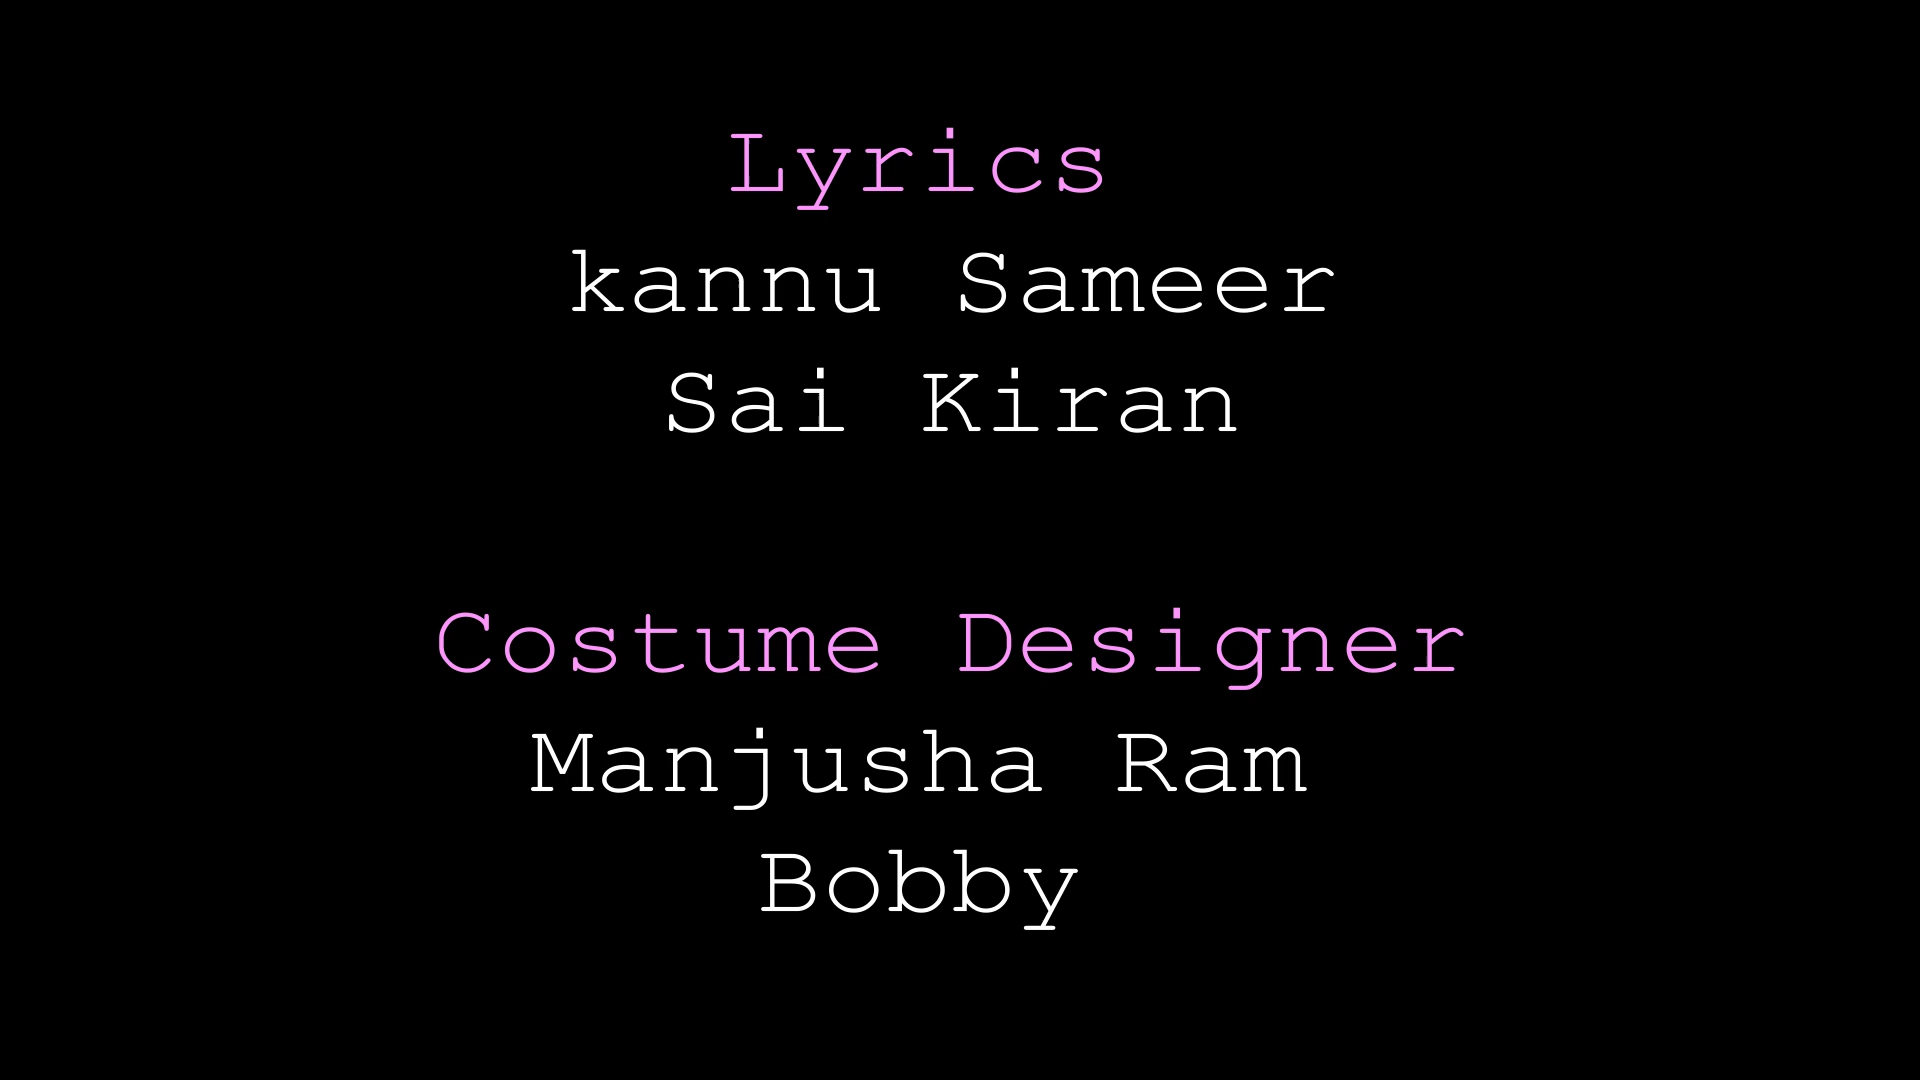 Lyrics
kannu Sameer
Sai Kiran
Costume Designer
Manjusha Ram
Bobby